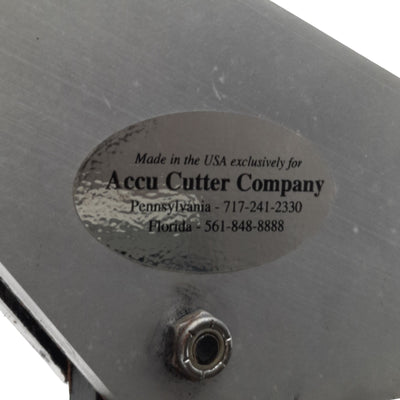 Made in the USA exclusively for
Accu Cutter Company
Pennsylvania - 717-241-2330
Florida - 561-848-8888